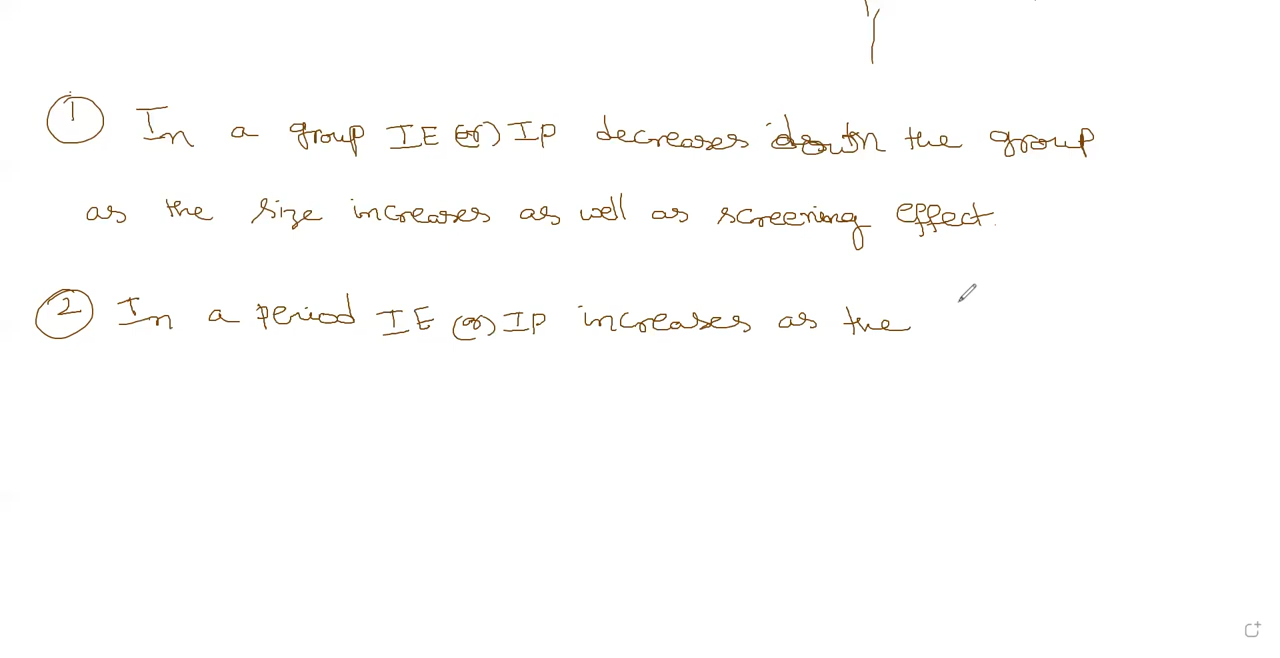 ① In a group IE (or) IP decreases down the group
as the size increases as well as screening effect.
② In a period IE (or) IP increases as the